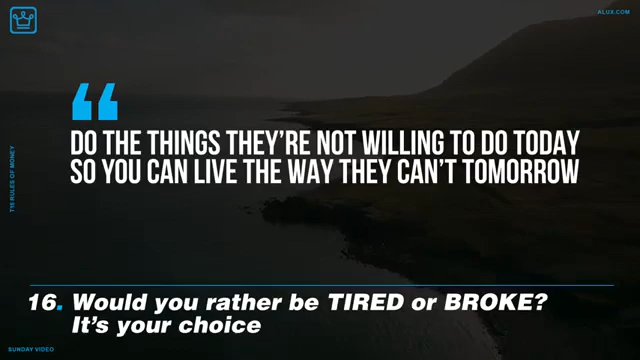 ALUX.COM
“
DO THE THINGS THEY’RE NOT WILLING TO DO TODAY
SO YOU CAN LIVE THE WAY THEY CAN’T TOMORROW
T15 RULES OF MONEY
16. Would you rather be TIRED or BROKE?
It’s your choice
SUNDAY VIDEO